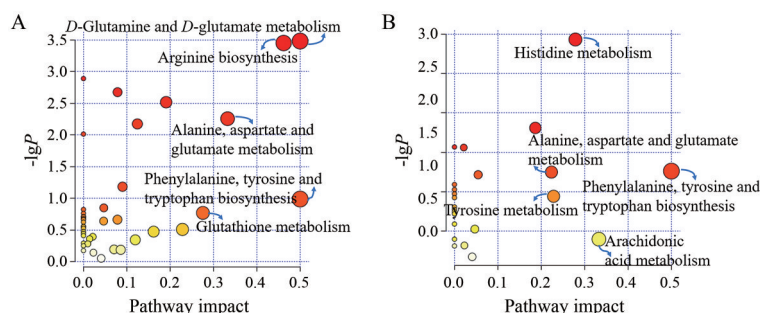 A
D-Glutamine and D-glutamate metabolism
Arginine biosynthesis
Alanine, aspartate and
glutamate metabolism
Phenylalanine, tyrosine and
tryptophan biosynthesis
Glutathione metabolism
-lgP
3.5
3.0
2.5
2.0
1.5
1.0
0.5
0.0
0.0
0.1
0.2
0.3
0.4
0.5
Pathway impact
B
Histidine metabolism
Alanine, aspartate and glutamate
metabolism
Phenylalanine, tyrosine and
tryptophan biosynthesis
Tyrosine metabolism
Arachidonic
acid metabolism
-lgP
3.0
2.0
2.0
1.5
1.0
0.5
0.0
0.0
0.1
0.2
0.3
0.4
0.5
Pathway impact